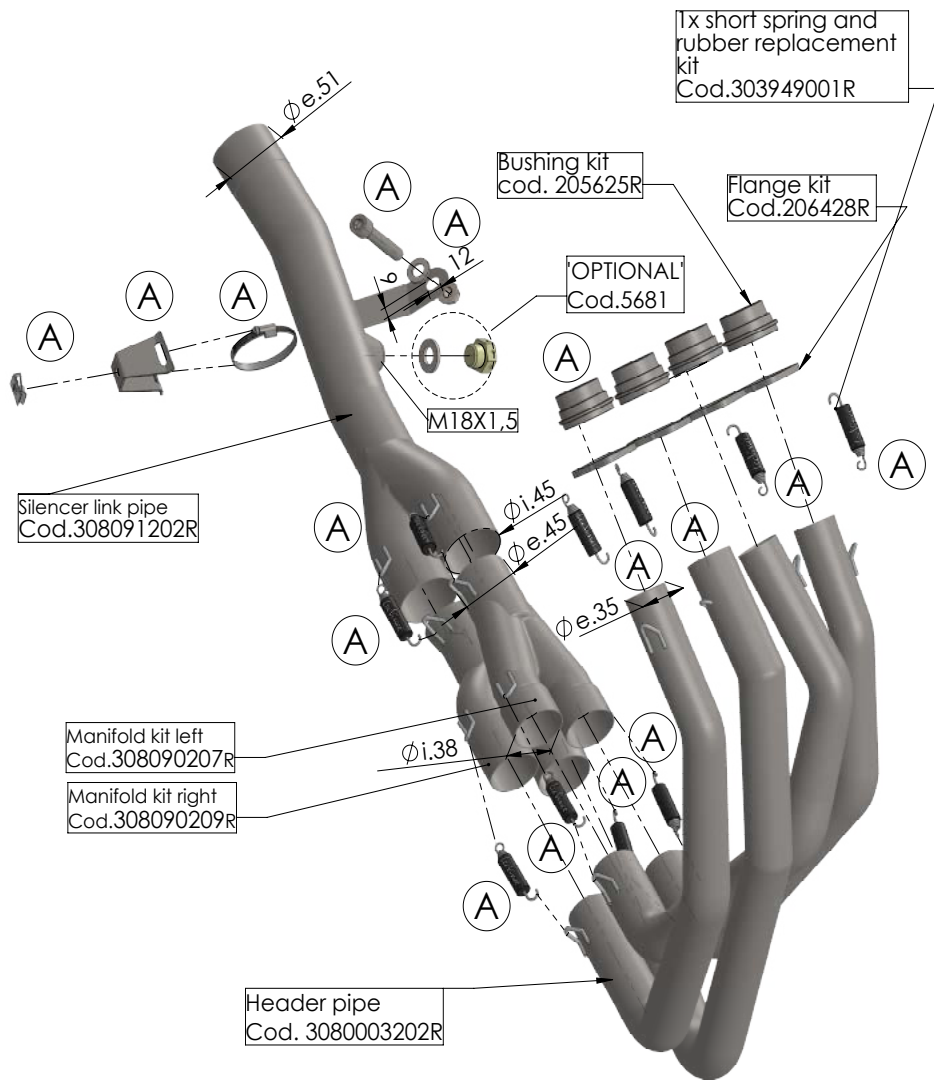 1x short spring and
rubber replacement
kit
Cod.303949001R
Φe.51
Bushing kit
cod. 205625R
Flange kit
Cod.206428R
A
A
12
9
'OPTIONAL'
Cod.5681
A
A
A
A
A
M18X1,5
A
A
Silencer link pipe
Cod.308091202R
A
Φi.45
Φe.45
A
A
A
Φe.35
Manifold kit left
Cod.308090207R
Φi.38
A
A
Manifold kit right
Cod.308090209R
A
A
Header pipe
Cod. 3080003202R